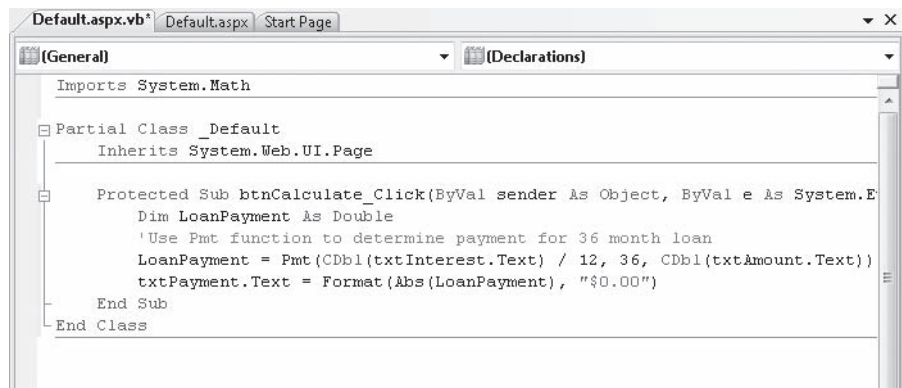 Default.aspx.vb* Default.aspx Start Page
(General) (Declarations)
Imports System.Math
Partial Class _Default
Inherits System.Web.UI.Page
Protected Sub btnCalculate_Click(ByVal sender As Object, ByVal e As System.E
Dim LoanPayment As Double
'Use Pmt function to determine payment for 36 month loan
LoanPayment = Pmt(CDbl(txtInterest.Text) / 12, 36, CDbl(txtAmount.Text))
txtPayment.Text = Format(Abs(LoanPayment), "$0.00")
End Sub
End Class